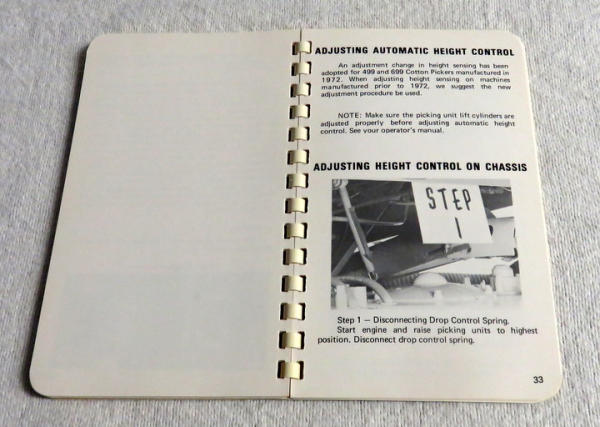 ADJUSTING AUTOMATIC HEIGHT CONTROL
An adjustment change in height sensing has been
adopted for 499 and 699 Cotton Pickers manufactured in
1972. When adjusting height sensing on machines
manufactured prior to 1972, we suggest the new
adjustment procedure be used.
NOTE: Make sure the picking unit lift cylinders are
adjusted properly before adjusting automatic height
control. See your operator's manual.
ADJUSTING HEIGHT CONTROL ON CHASSIS
STEP
1
Step 1 — Disconnecting Drop Control Spring.
Start engine and raise picking units to highest
position. Disconnect drop control spring.
33